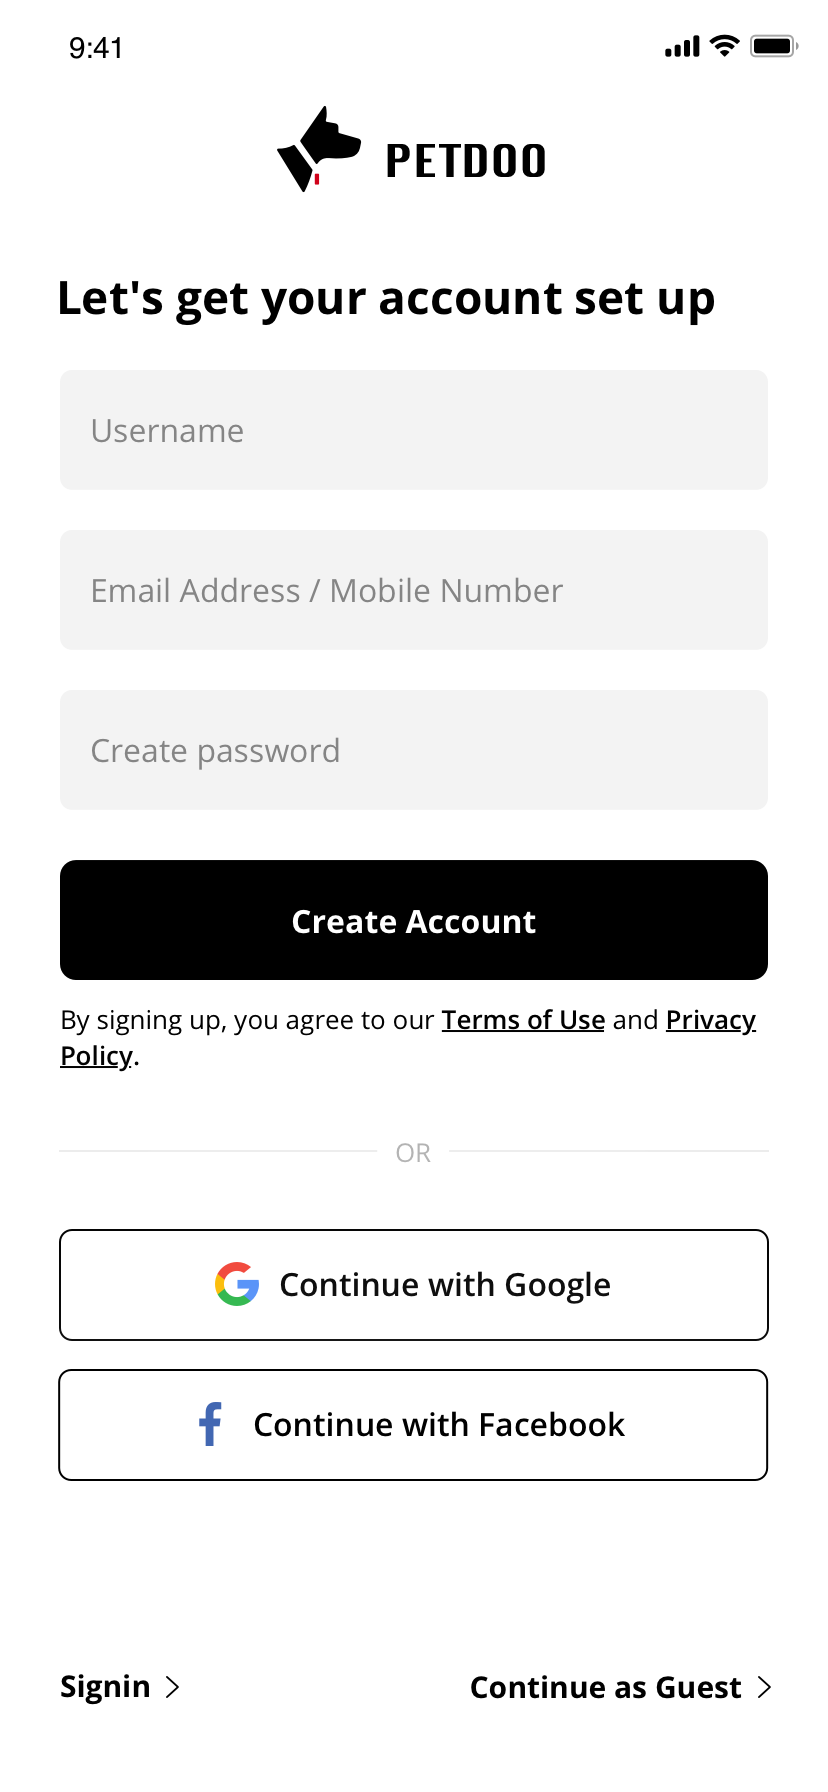 9:41
PETDOO
Let's get your account set up
Username
Email Address / Mobile Number
Create password
Create Account
By signing up, you agree to our Terms of Use and Privacy
Policy.
OR
Continue with Google
Continue with Facebook
Signin
Continue as Guest